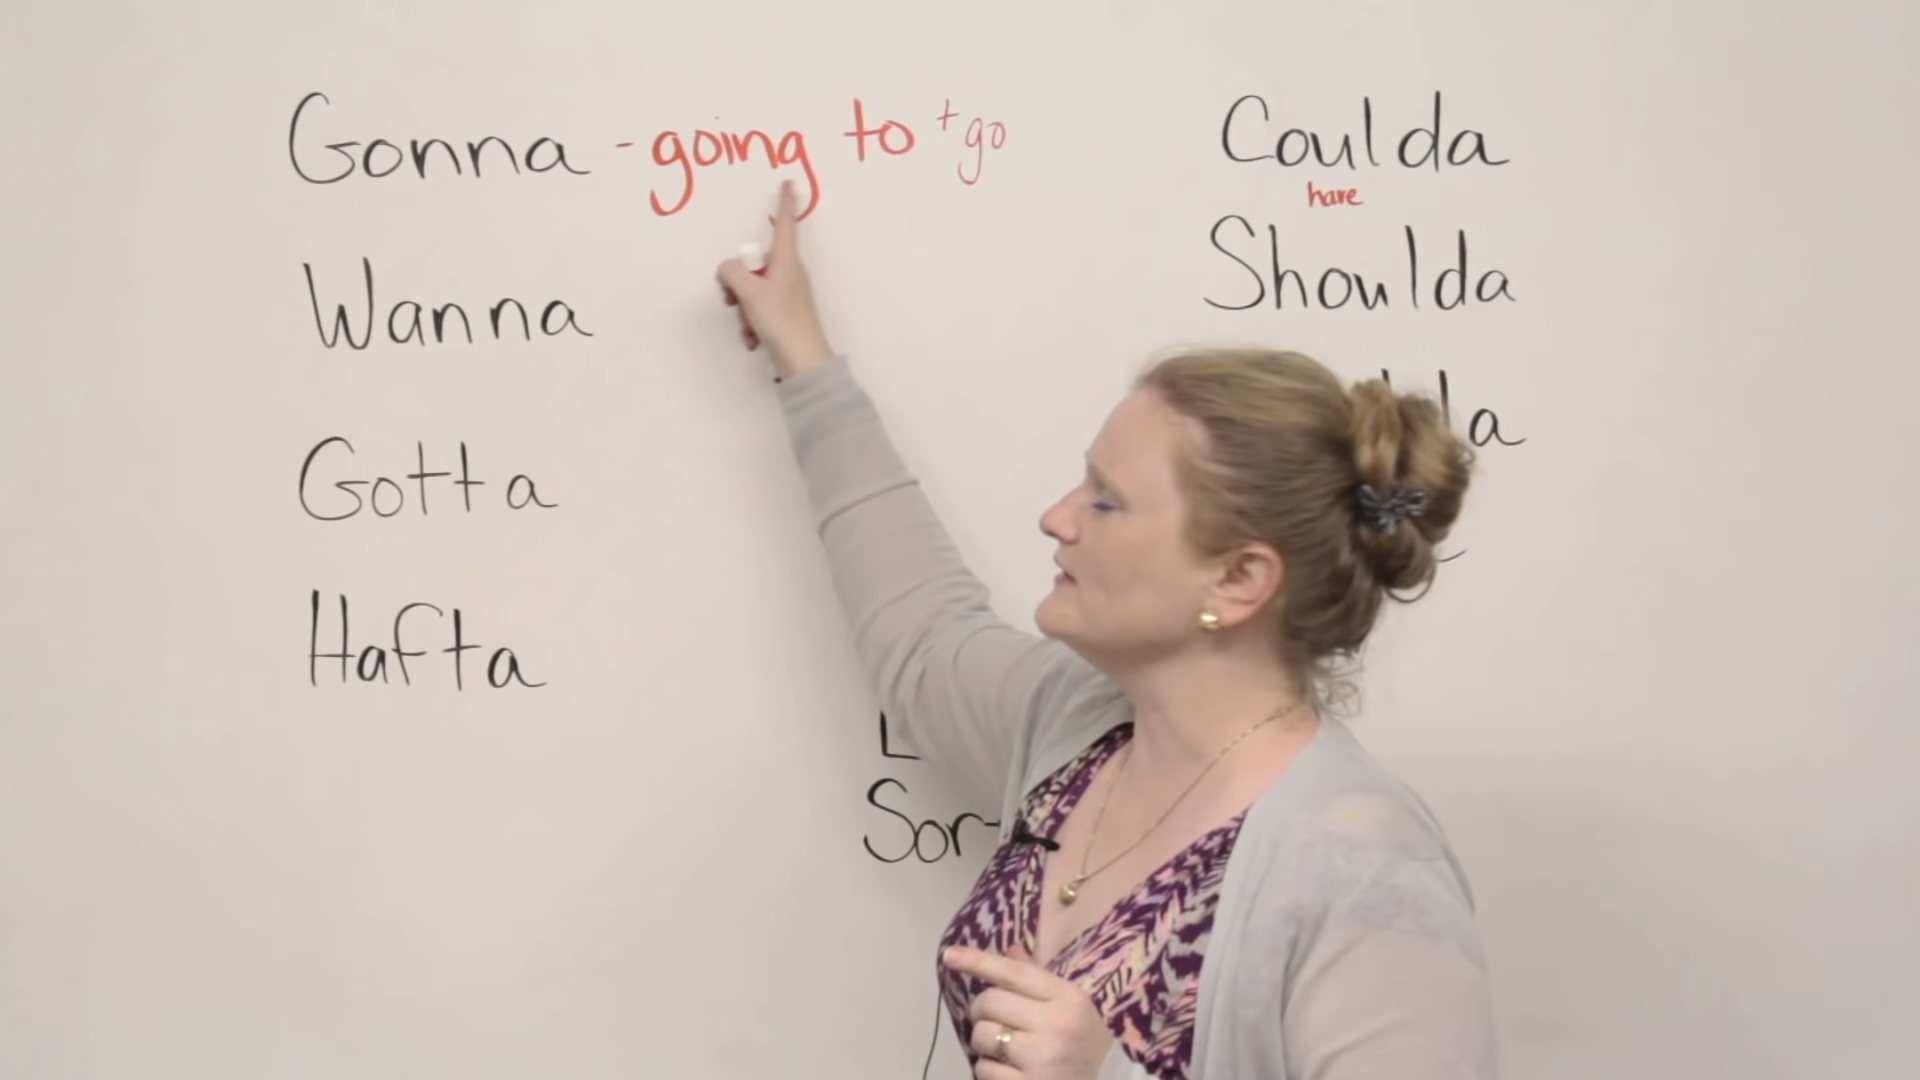 Gonna - going to + go
Wanna
Gotta
Hafta
Coulda
have
Shoulda